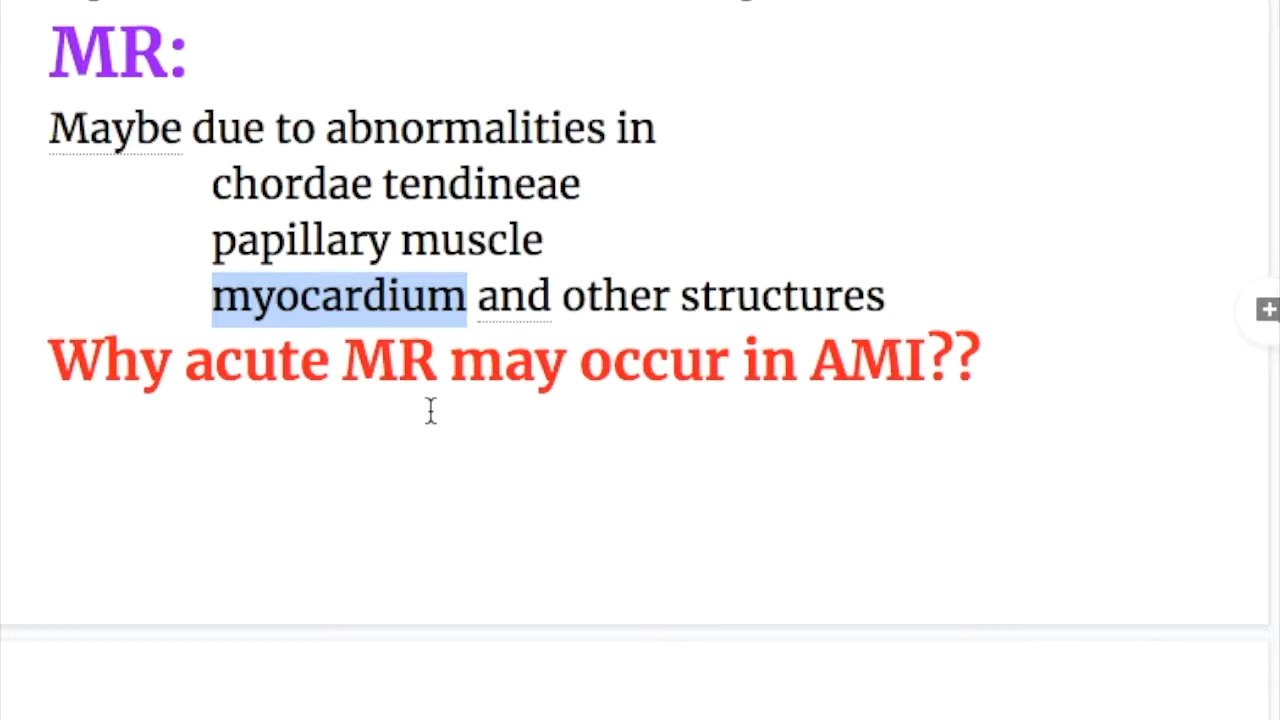 MR:
Maybe due to abnormalities in
chordae tendineae
papillary muscle
myocardium and other structures
Why acute MR may occur in AMI??